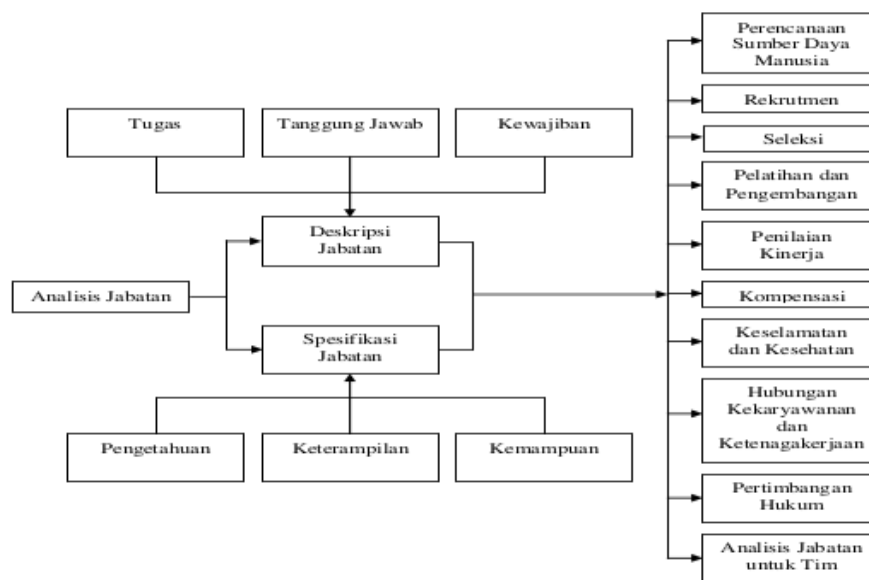 Tugas
Tanggung Jawab
Kewajiban
Deskripsi
Jabatan
Analisis Jabatan
Spesifikasi
Jabatan
Pengetahuan
Keterampilan
Kemampuan
Perencanaan
Sumber Daya
Manusia
Rekrutmen
Seleksi
Pelatihan dan
Pengembangan
Penilaian
Kinerja
Kompensasi
Keselamatan
dan Kesehatan
Hubungan
Kekaryawanan
dan
Ketenagakerjaan
Pertimbangan
Hukum
Analisis Jabatan
untuk Tim